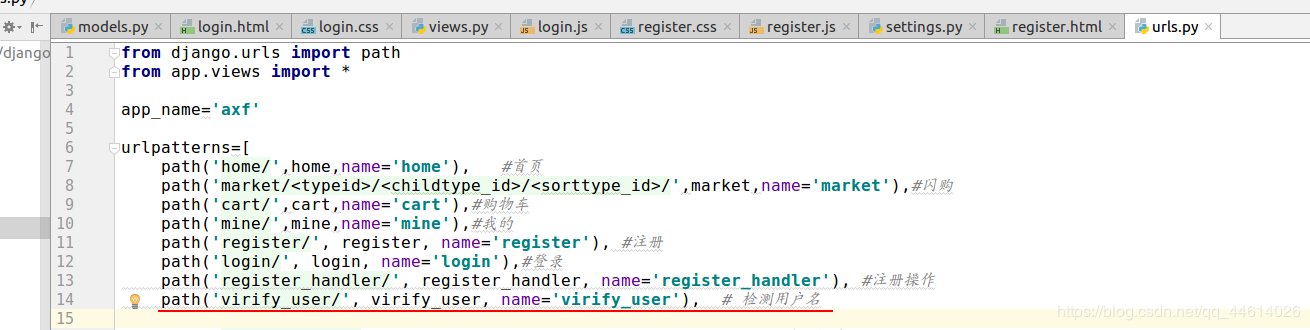 s.py
models.py login.html login.css views.py login.js register.css register.js settings.py register.html urls.py
/django
1 from django.urls import path
2 from app.views import *
3
4 app_name='axf'
5
6 urlpatterns=[
7 path('home/',home,name='home'), #首页
8 path('market/<typeid>/<childtype_id>/<sorttype_id>/',market,name='market'),#闪购
9 path('cart/',cart,name='cart'),#购物车
10 path('mine/',mine,name='mine'),#我的
11 path('register/', register, name='register'), #注册
12 path('login/', login, name='login'),#登录
13 path('register_handler/', register_handler, name='register_handler'), #注册操作
14 path('virify_user/', virify_user, name='virify_user'), # 检测用户名
15
https://blog.csdn.net/qq_44614026